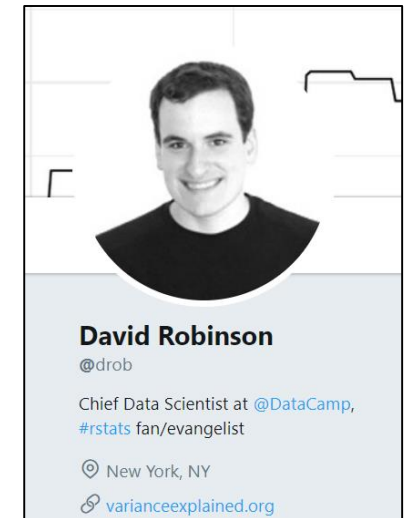 David Robinson
@drob
Chief Data Scientist at @DataCamp,
#rstats fan/evangelist
New York, NY
varianceexplained.org